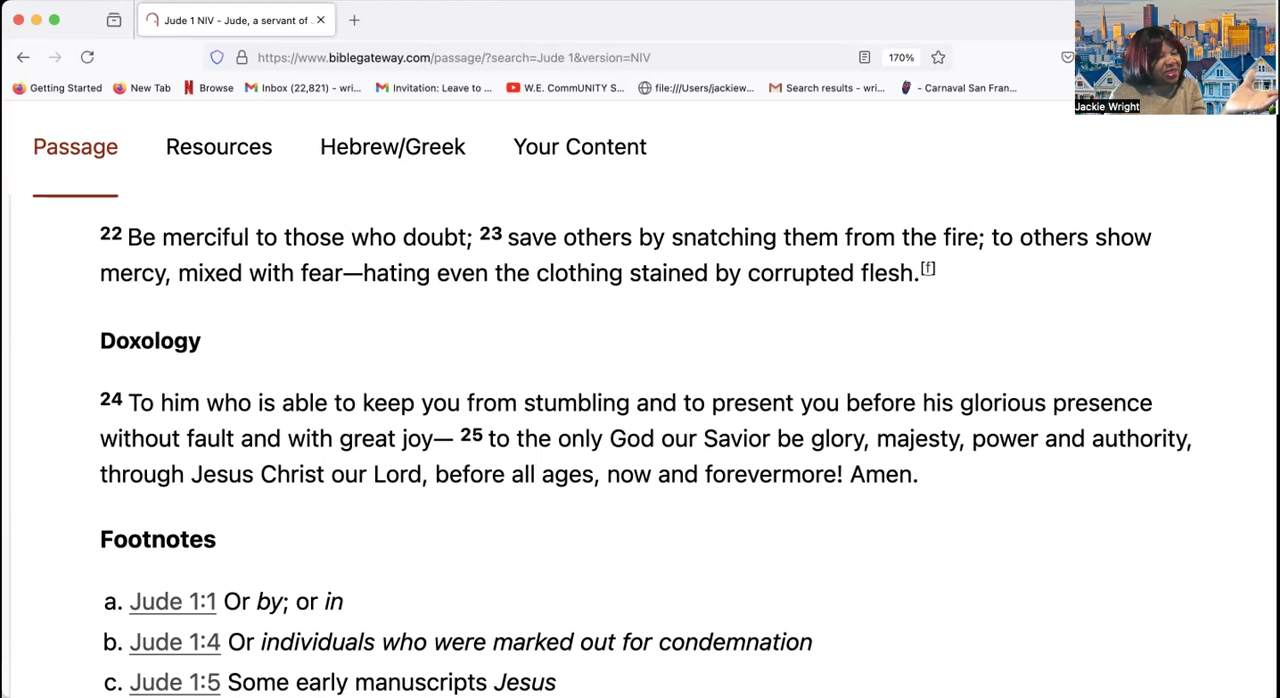 Jude 1 NIV - Jude, a servant of
https://www.biblegateway.com/passage/?search=Jude 1&version=NIV
170%
Getting Started New Tab Browse Inbox (22,821) - wri... Invitation: Leave to ... W.E. CommUNITY S... file:///Users/jackiew... Search results - wri... - Carnaval San Fran...
Jackie Wright
Passage Resources Hebrew/Greek Your Content
22 Be merciful to those who doubt; 23 save others by snatching them from the fire; to others show
mercy, mixed with fear—hating even the clothing stained by corrupted flesh.[f]
Doxology
24 To him who is able to keep you from stumbling and to present you before his glorious presence
without fault and with great joy— 25 to the only God our Savior be glory, majesty, power and authority,
through Jesus Christ our Lord, before all ages, now and forevermore! Amen.
Footnotes
a. Jude 1:1 Or by; or in
b. Jude 1:4 Or individuals who were marked out for condemnation
c. Jude 1:5 Some early manuscripts Jesus